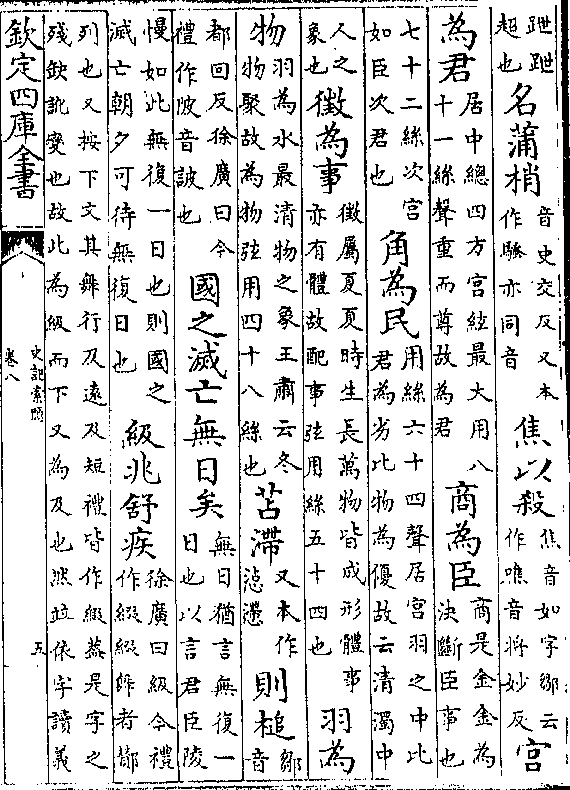 跇跇超也名蒲梢音史交反又本作騷亦同音焦以殺焦音如字鄒云作噍音將妙反宮
為君居中總四方宫絃最大用八十一絲聲重而尊故為君商為臣商是金金為決斷臣事也
七十二絲次宫如臣次君也角為民用絲六十四聲居宫羽之中比君為劣比物為優故云清濁中
人之象也徵為事徵屬夏夏時生長萬物皆成形體事亦有體故配事弦用絲五十四也羽為
物羽為水最清物之象王肅云冬物聚故為物弦用四十八絲也苫滯又本作惉懘則槌鄒音
都回反徐廣曰今禮作陂音詖也國之滅亡無日矣無日猶言無復一日也以言君臣陵
慢如此無復一日也則國之滅亡朝夕可待無復日也級兆舒疾徐廣曰級今禮作綴綴舞者酇
列也又按下文其舞行及遠及短禮皆作綴蓋是字之殘缺訛變也故此為級而下又為及也然並依字讀義
欽定四庫全書
史記索隱
卷八
五